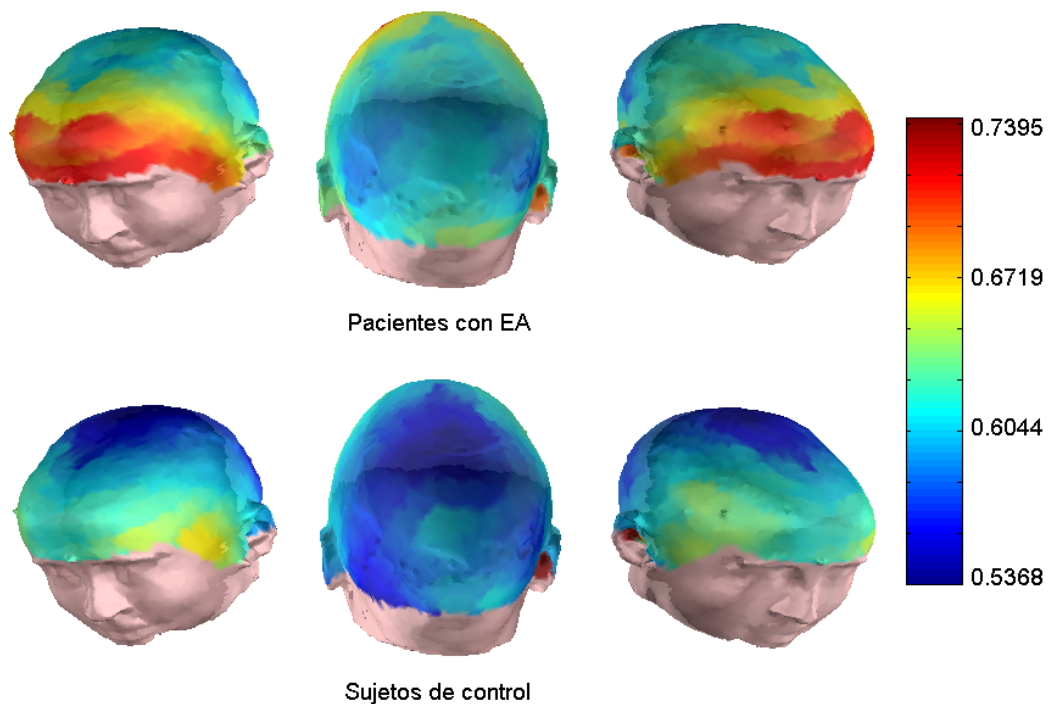 0.7395
0.6719
Pacientes con EA
0.6044
0.5368
Sujetos de control